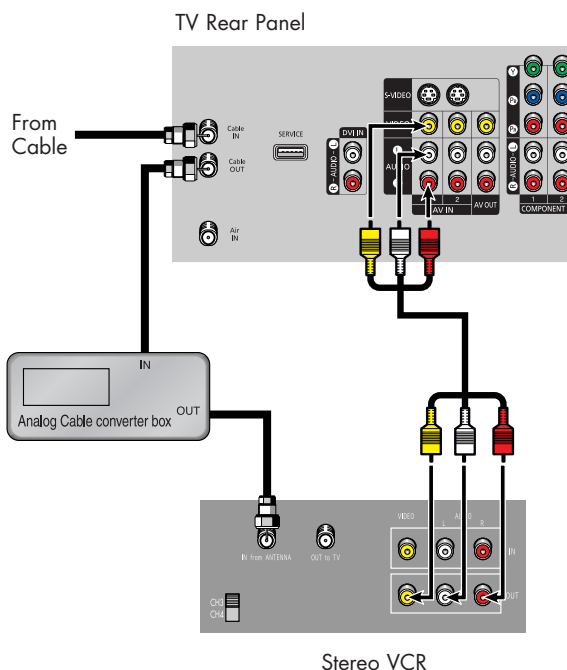 TV Rear Panel
From
Cable
Cable
IN
Cable
OUT
Air
IN
SERVICE
DVI IN
R - AUDIO - L
S-VIDEO
VIDEO
AUDIO
2
AV IN
AV OUT
Y
PB
PR
R - AUDIO - L
1
2
COMPONENT
IN
Analog Cable converter box
OUT
IN from ANTENNA
OUT to TV
VIDEO
L
AUDIO
R
IN
OUT
CH3
CH4
Stereo VCR